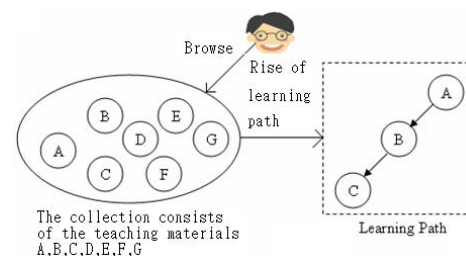 Browse
Rise of
learning
path
A
B
C
D
E
F
G
A
B
C
The collection consists
of the teaching materials
A,B,C,D,E,F,G
Learning Path